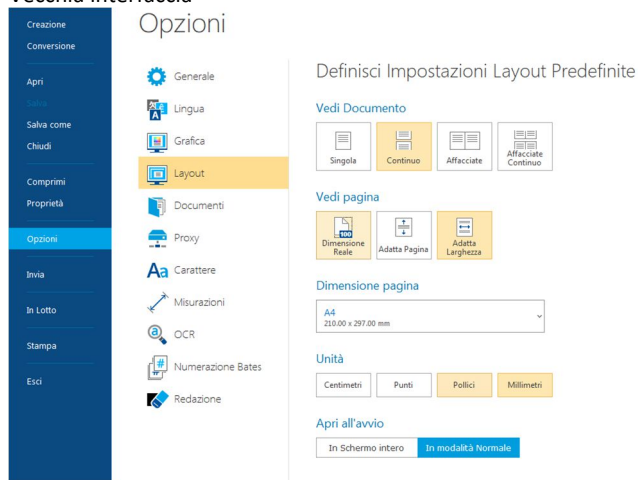 Vecchia interfaccia
Creazione
Conversione
Apri
Salva
Salva come
Chiudi
Comprimi
Proprietà
Opzioni
Invia
In Lotto
Stampa
Esci
Opzioni
Generale
Lingua
Grafica
Layout
Documenti
Proxy
Carattere
Misurazioni
OCR
Numerazione Bates
Redazione
Definisci Impostazioni Layout Predefinite
Vedi Documento
Singola
Continuo
Affacciate
Affacciate
Continuo
Vedi pagina
100
Dimensione
Reale
Adatta Pagina
Adatta
Larghezza
Dimensione pagina
A4
210.00 x 297.00 mm
Unità
Centimetri
Punti
Pollici
Millimetri
Apri all'avvio
In Schermo intero
In modalità Normale